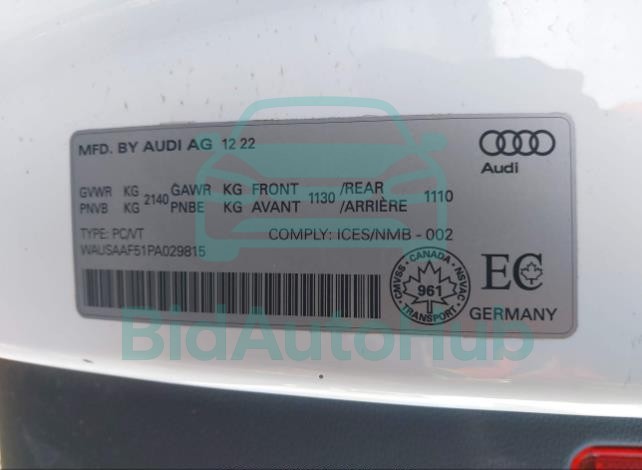 MFD. BY AUDI AG 12 22
Audi
GVWR KG 2140 GAWR KG FRONT 1130 /REAR 1110
PNVB KG PNBE KG AVANT /ARRIÈRE
TYPE: PC/VT COMPLY: ICES/NMB - 002
WAUSAAF51PA029815
CMVSS · CANADA · NSVAC
961
TRANSPORT
EC
GERMANY
BidAutoHub